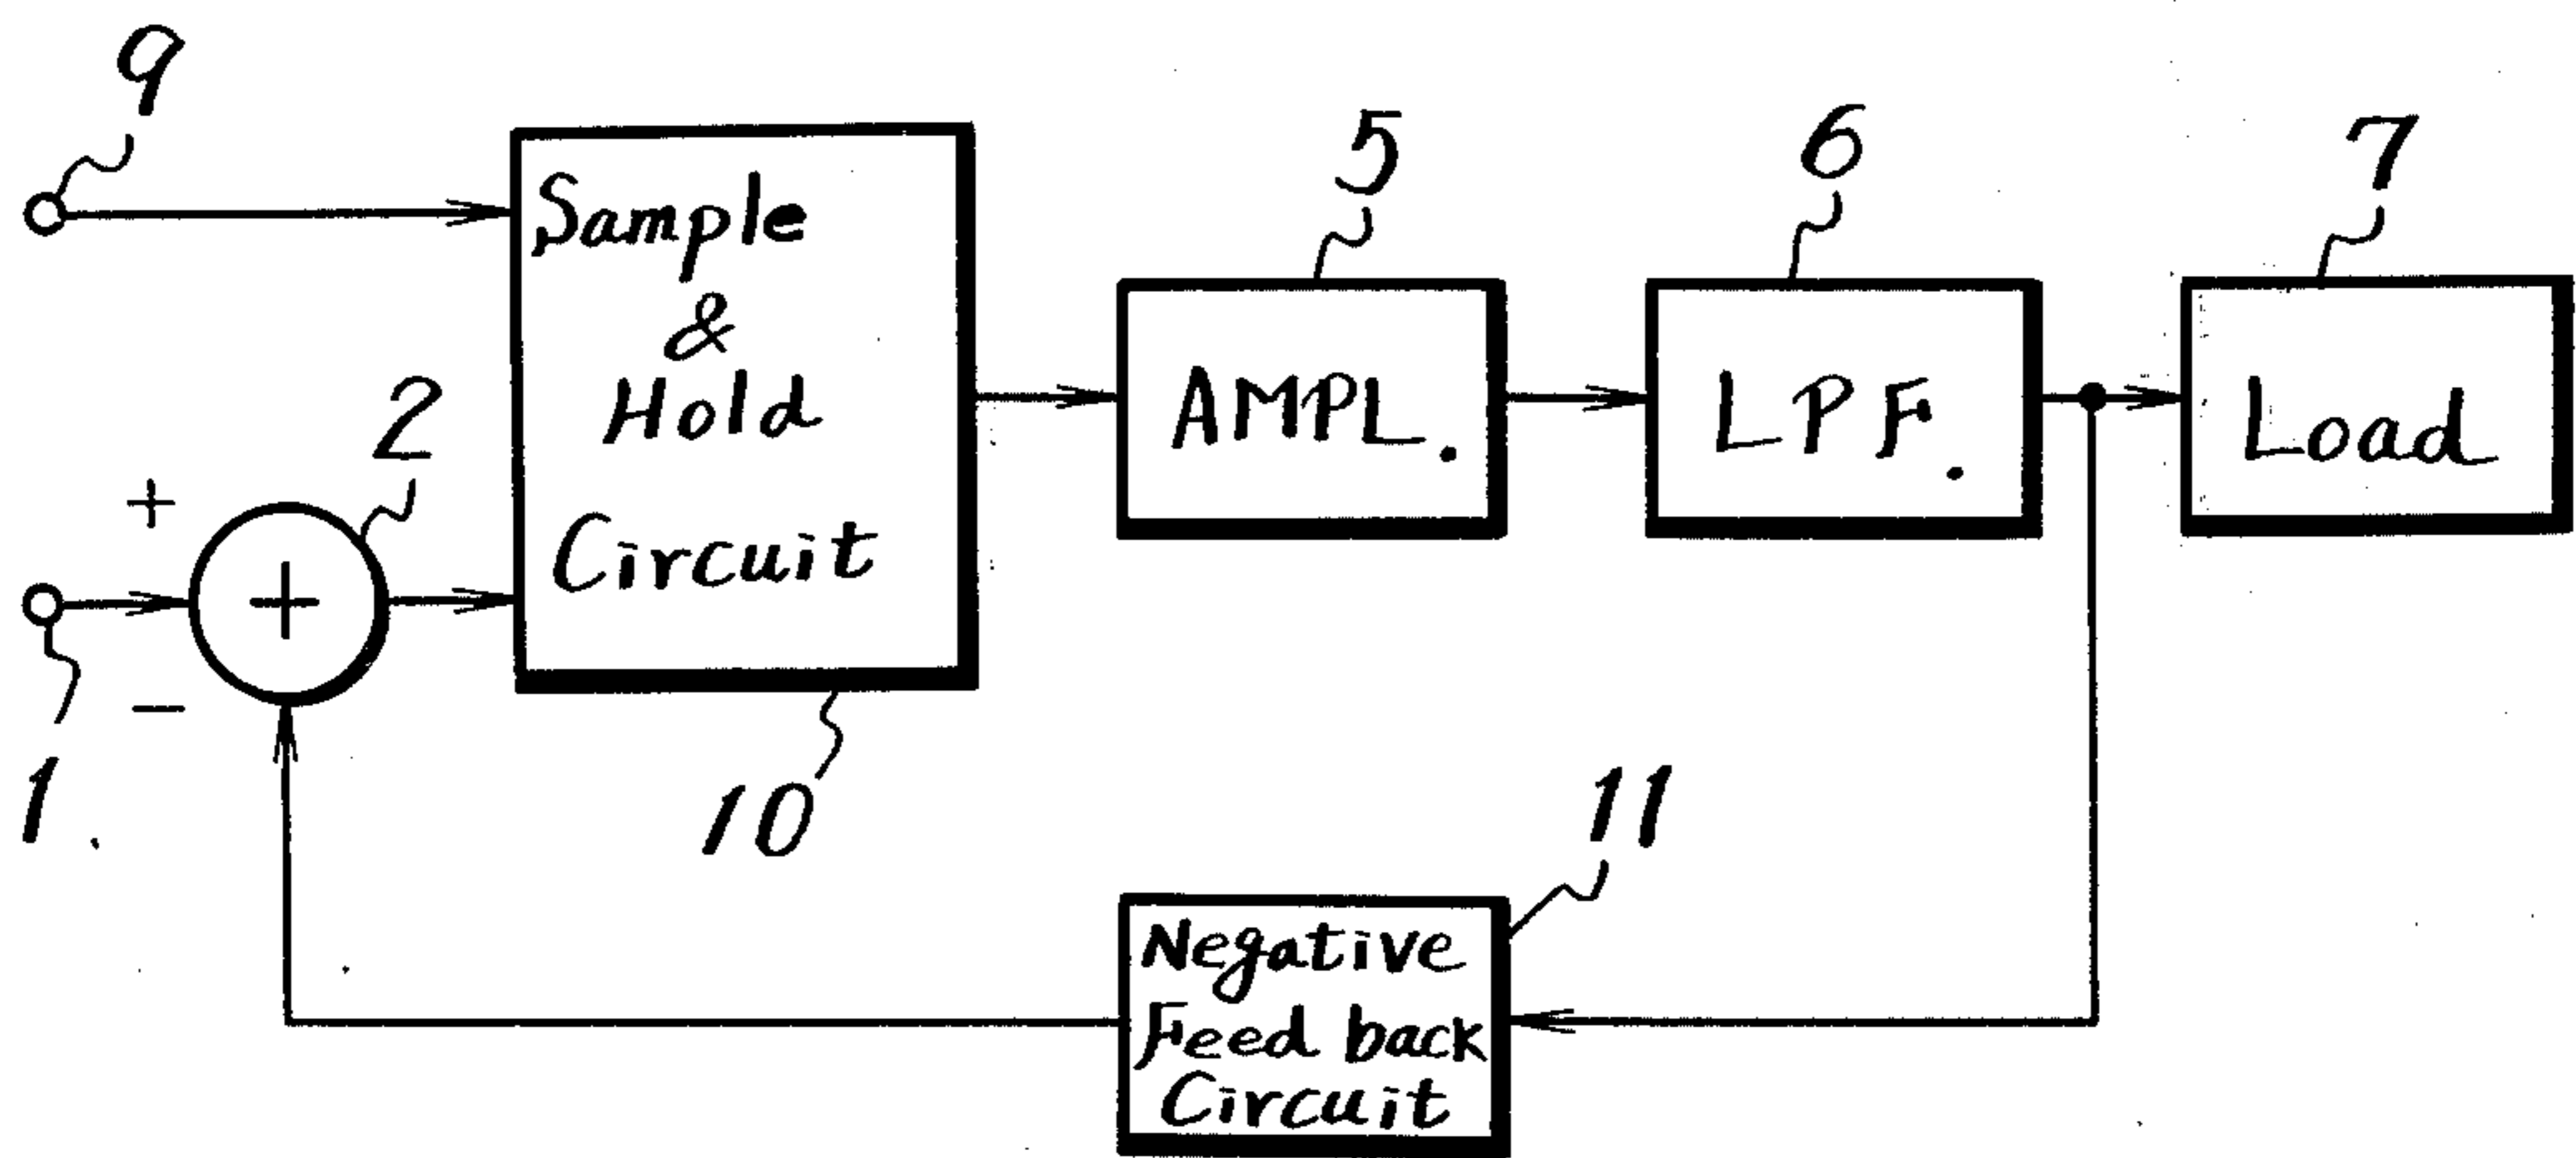 9
Sample
&
Hold
Circuit
10
2
+
+
−
1
5
AMPL.
6
LPF.
7
Load
11
Negative
Feed back
Circuit